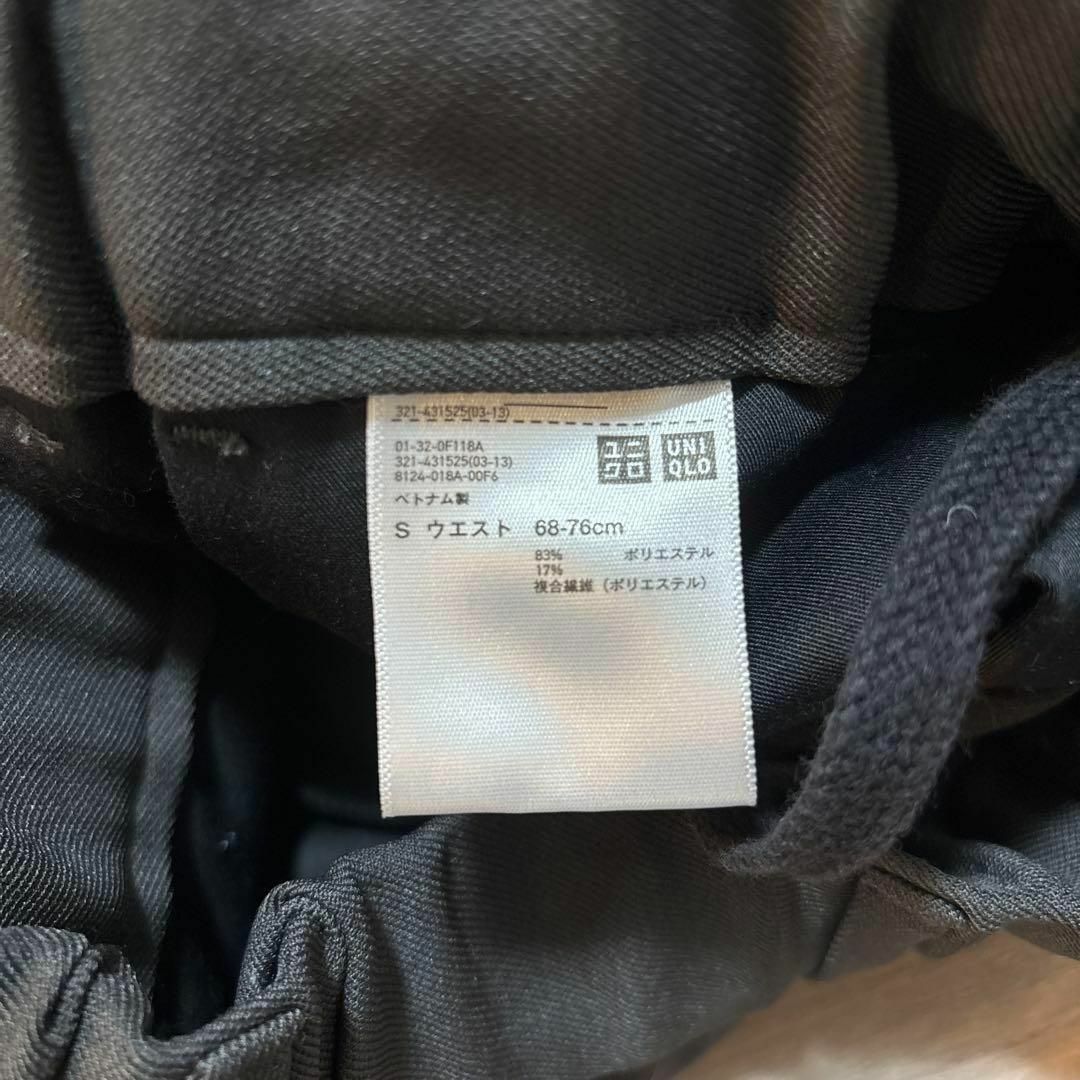 321-431525(03-13)
01-32-0F118A
321-431525(03-13)
8124-018A-00F6
ユニ
クロ
UNI
QLO
ベトナム製
S ウエスト 68-76cm
83% ポリエステル
17%
複合繊維（ポリエステル）